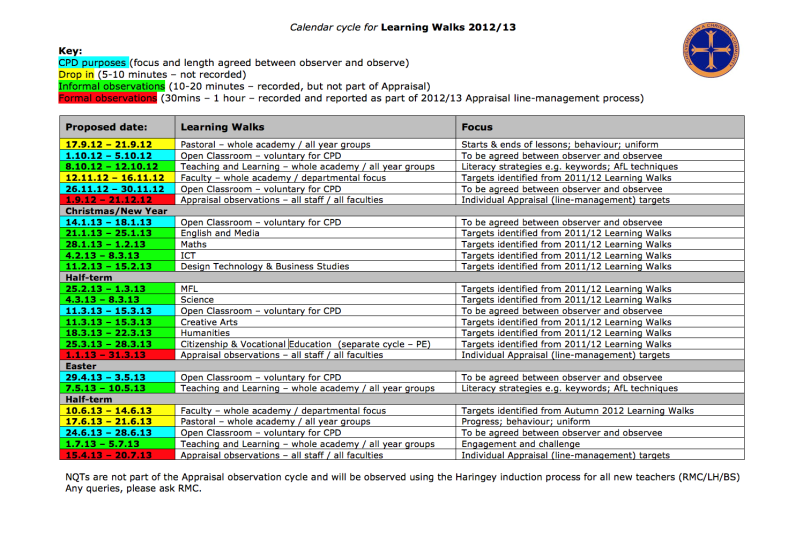 Calendar cycle for Learning Walks 2012/13
Key:
CPD purposes (focus and length agreed between observer and observe)
Drop in (5-10 minutes – not recorded)
Informal observations (10-20 minutes – recorded, but not part of Appraisal)
Formal observations (30mins – 1 hour – recorded and reported as part of 2012/13 Appraisal line-management process)
Proposed date: Learning Walks Focus
17.9.12 – 21.9.12 Pastoral – whole academy / all year groups Starts & ends of lessons; behaviour; uniform
1.10.12 – 5.10.12 Open Classroom – voluntary for CPD To be agreed between observer and observee
8.10.12 – 12.10.12 Teaching and Learning – whole academy / all year groups Literacy strategies e.g. keywords; AfL techniques
12.11.12 – 16.11.12 Faculty – whole academy / departmental focus Targets identified from 2011/12 Learning Walks
26.11.12 – 30.11.12 Open Classroom – voluntary for CPD To be agreed between observer and observee
1.9.12 – 21.12.12 Appraisal observations – all staff / all faculties Individual Appraisal (line-management) targets
Christmas/New Year
14.1.13 – 18.1.13 Open Classroom – voluntary for CPD To be agreed between observer and observee
21.1.13 – 25.1.13 English and Media Targets identified from 2011/12 Learning Walks
28.1.13 – 1.2.13 Maths Targets identified from 2011/12 Learning Walks
4.2.13 – 8.3.13 ICT Targets identified from 2011/12 Learning Walks
11.2.13 – 15.2.13 Design Technology & Business Studies Targets identified from 2011/12 Learning Walks
Half-term
25.2.13 – 1.3.13 MFL Targets identified from 2011/12 Learning Walks
4.3.13 – 8.3.13 Science Targets identified from 2011/12 Learning Walks
11.3.13 – 15.3.13 Open Classroom – voluntary for CPD To be agreed between observer and observee
11.3.13 – 15.3.13 Creative Arts Targets identified from 2011/12 Learning Walks
18.3.13 – 22.3.13 Humanities Targets identified from 2011/12 Learning Walks
25.3.13 – 28.3.13 Citizenship & Vocational Education (separate cycle – PE) Targets identified from 2011/12 Learning Walks
1.1.13 – 31.3.13 Appraisal observations – all staff / all faculties Individual Appraisal (line-management) targets
Easter
29.4.13 – 3.5.13 Open Classroom – voluntary for CPD To be agreed between observer and observee
7.5.13 – 10.5.13 Teaching and Learning – whole academy / all year groups Literacy strategies e.g. keywords; AfL techniques
Half-term
10.6.13 – 14.6.13 Faculty – whole academy / departmental focus Targets identified from Autumn 2012 Learning Walks
17.6.13 – 21.6.13 Pastoral – whole academy / all year groups Progress; behaviour; uniform
24.6.13 – 28.6.13 Open Classroom – voluntary for CPD To be agreed between observer and observee
1.7.13 – 5.7.13 Teaching and Learning – whole academy / all year groups Engagement and challenge
15.4.13 – 20.7.13 Appraisal observations – all staff / all faculties Individual Appraisal (line-management) targets
NQTs are not part of the Appraisal observation cycle and will be observed using the Haringey induction process for all new teachers (RMC/LH/BS)
Any queries, please ask RMC.